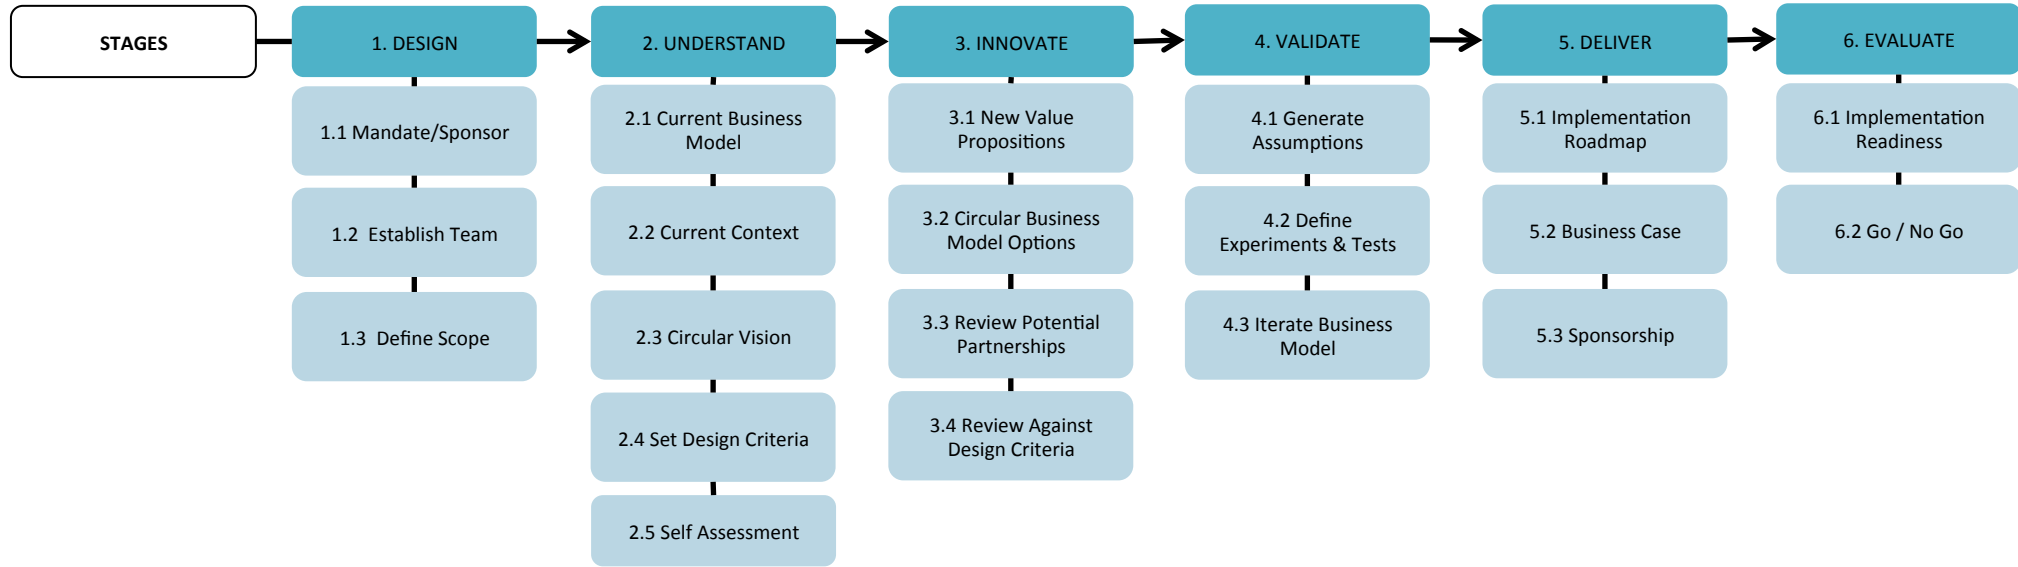 STAGES
1. DESIGN
2. UNDERSTAND
3. INNOVATE
4. VALIDATE
5. DELIVER
6. EVALUATE
1.1 Mandate/Sponsor
1.2 Establish Team
1.3 Define Scope
2.1 Current Business
Model
2.2 Current Context
2.3 Circular Vision
2.4 Set Design Criteria
2.5 Self Assessment
3.1 New Value
Propositions
3.2 Circular Business
Model Options
3.3 Review Potential
Partnerships
3.4 Review Against
Design Criteria
4.1 Generate
Assumptions
4.2 Define
Experiments & Tests
4.3 Iterate Business
Model
5.1 Implementation
Roadmap
5.2 Business Case
5.3 Sponsorship
6.1 Implementation
Readiness
6.2 Go / No Go